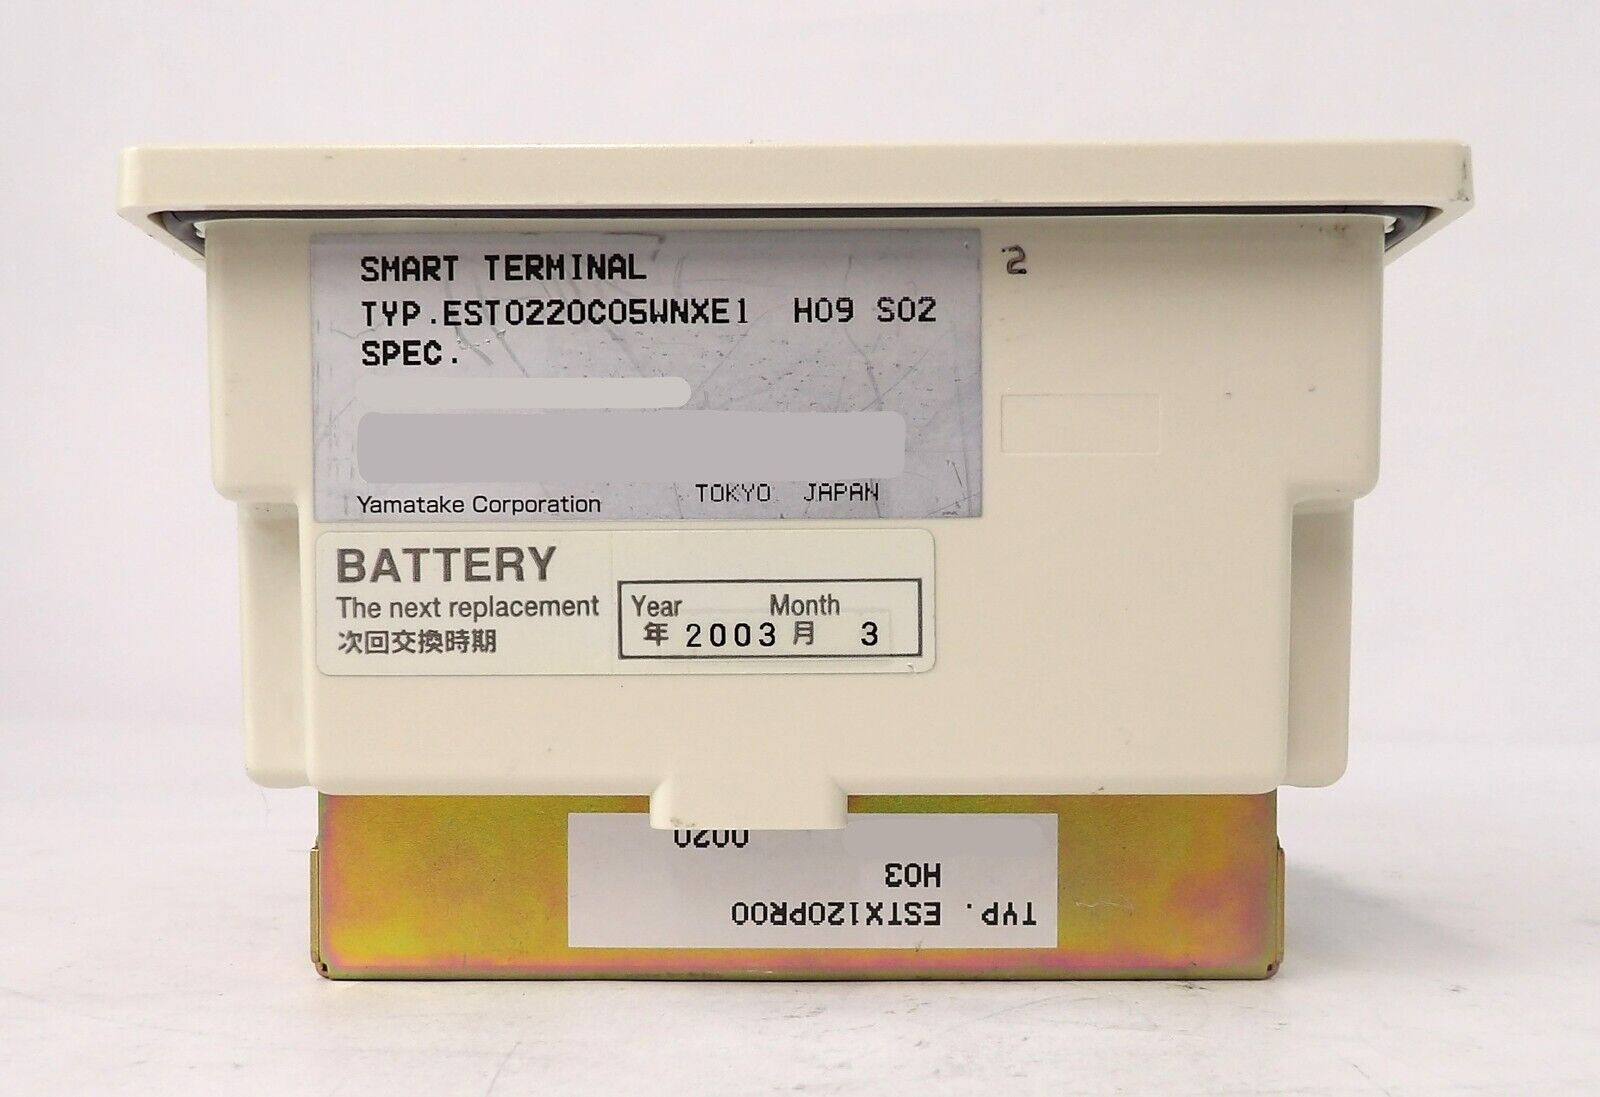 SMART TERMINAL
TYP.EST0220C05WNXE1 H09 S02
SPEC.
Yamatake Corporation TOKYO JAPAN
2
BATTERY
The next replacement
次回交換時期
Year Month
年 2003 月 3
TYP. ESTX120PR00
H03
0020